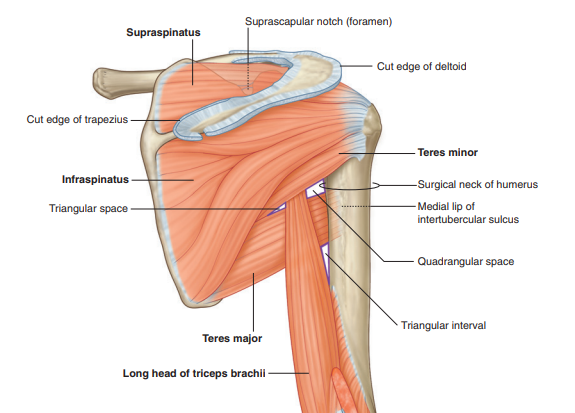 Suprascapular notch (foramen)
Supraspinatus
Cut edge of deltoid
Cut edge of trapezius
Teres minor
Infraspinatus
Surgical neck of humerus
Triangular space
Medial lip of
intertubercular sulcus
Quadrangular space
Triangular interval
Teres major
Long head of triceps brachii